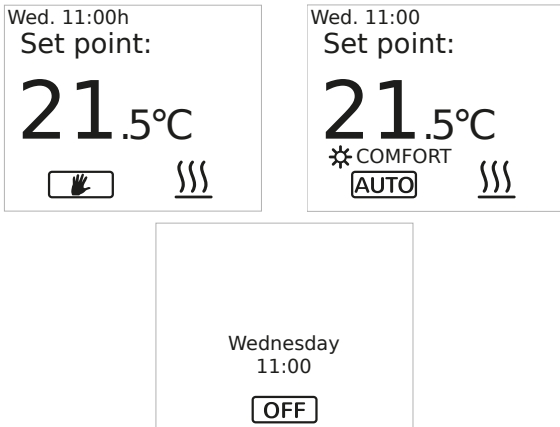 Wed. 11:00h
Set point:
21.5°C
Wed. 11:00
Set point:
21.5°C
COMFORT
AUTO
Wednesday
11:00
OFF